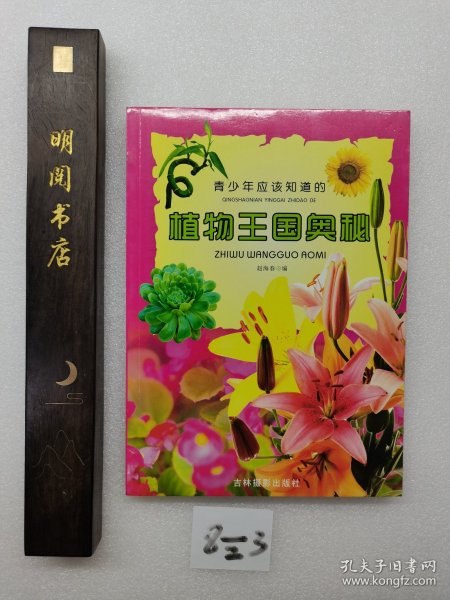 明阅书店
青少年应该知道的
QINGSHAONIAN YINGGAI ZHIDAO DE
植物王国奥秘
ZHIWU WANGGUO AOMI
赵海春 编
吉林摄影出版社
8三3
孔夫子旧书网
www.kongfz.com